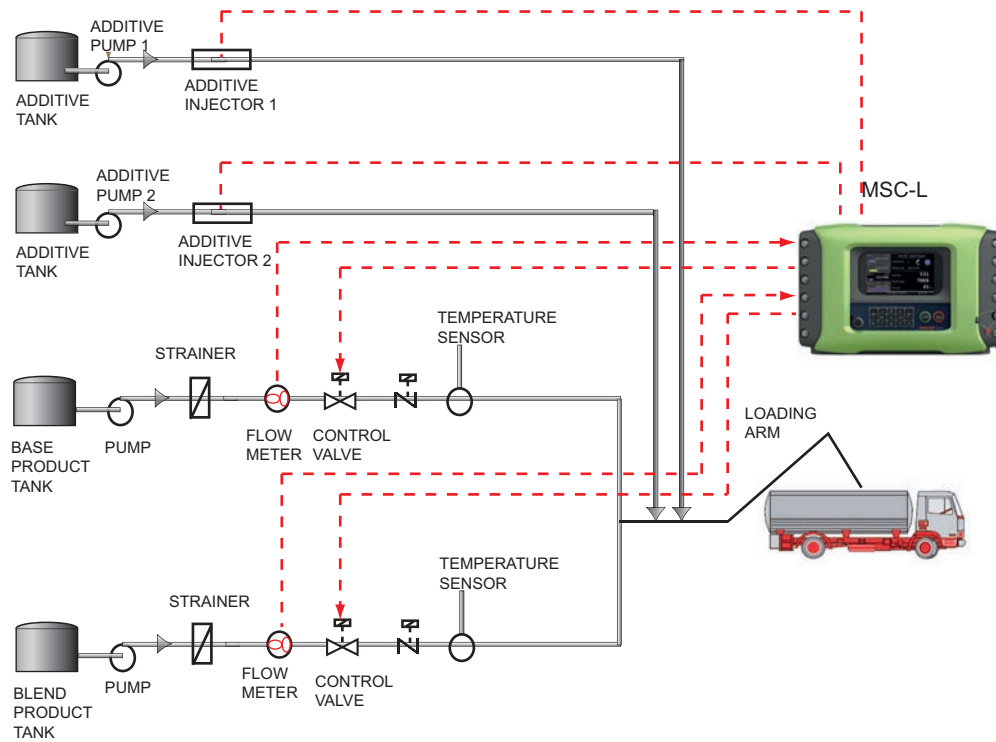 ADDITIVE
PUMP 1
ADDITIVE
TANK
ADDITIVE
INJECTOR 1
ADDITIVE
PUMP 2
MSC-L
ADDITIVE
TANK
ADDITIVE
INJECTOR 2
TEMPERATURE
SENSOR
STRAINER
BASE
PRODUCT
TANK
PUMP
FLOW
METER
CONTROL
VALVE
LOADING
ARM
TEMPERATURE
SENSOR
STRAINER
BLEND
PRODUCT
TANK
PUMP
FLOW
METER
CONTROL
VALVE